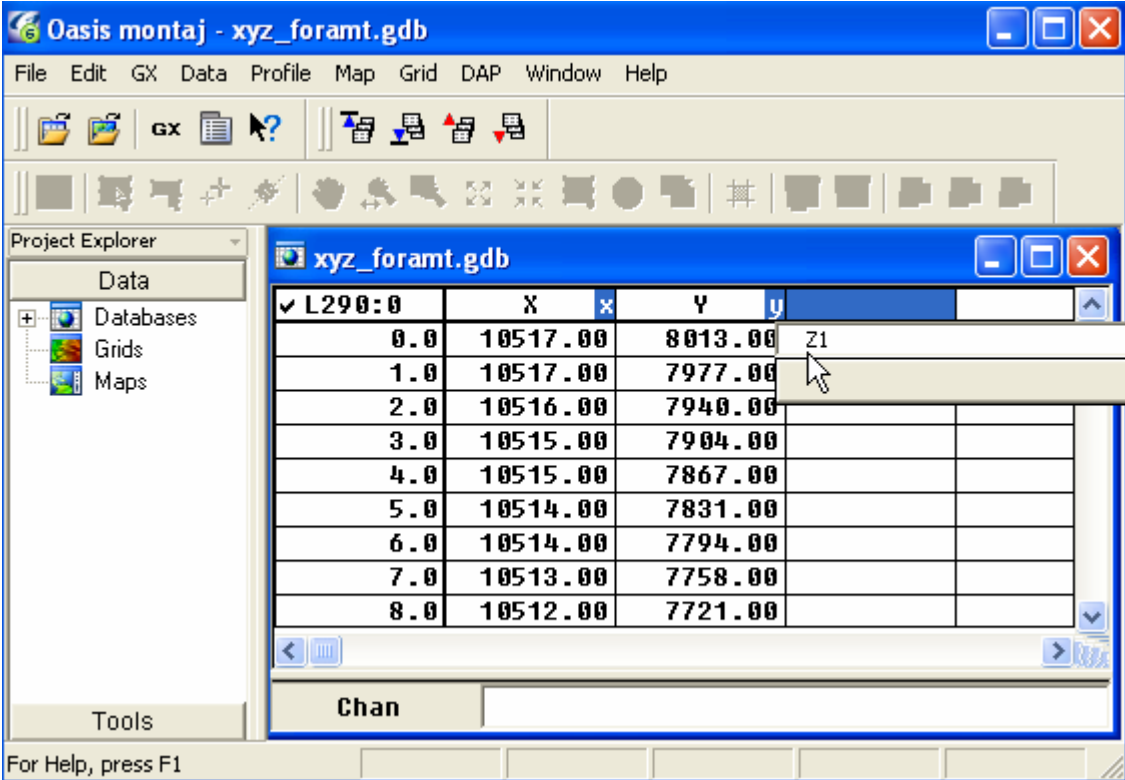 Oasis montaj - xyz_foramt.gdb
File Edit GX Data Profile Map Grid DAP Window Help
GX
Project Explorer
Data
Databases
Grids
Maps
Tools
xyz_foramt.gdb
L290:0 X x Y y
0.0 10517.00 8013.00
1.0 10517.00 7977.00
2.0 10516.00 7940.00
3.0 10515.00 7904.00
4.0 10515.00 7867.00
5.0 10514.00 7831.00
6.0 10514.00 7794.00
7.0 10513.00 7758.00
8.0 10512.00 7721.00
Z1
Chan
For Help, press F1